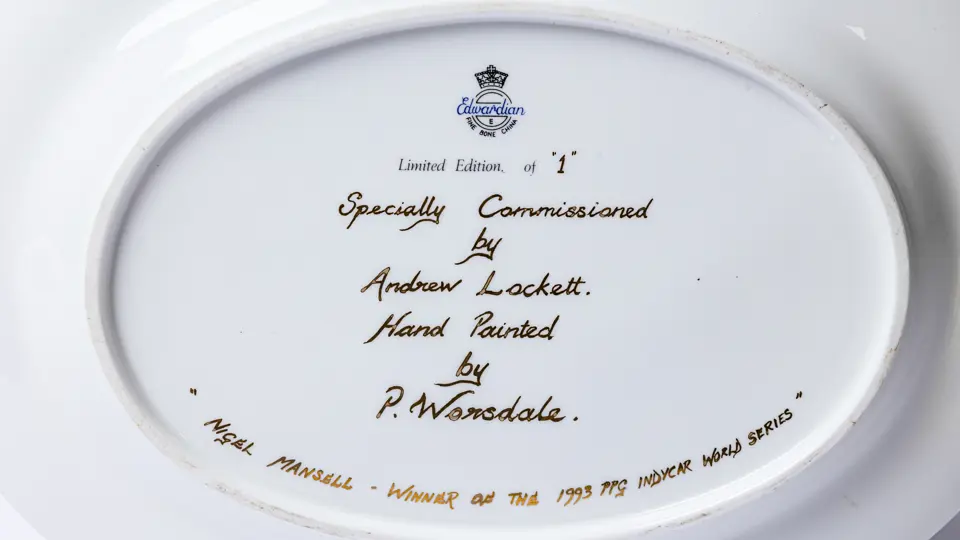 Edwardian
E
FINE BONE CHINA
Limited Edition. of "1"
Specially Commissioned
by
Andrew Lockett.
Hand Painted
by
P. Worsdale.
"NIGEL MANSELL - WINNER OF THE 1993 PPG INDYCAR WORLD SERIES"